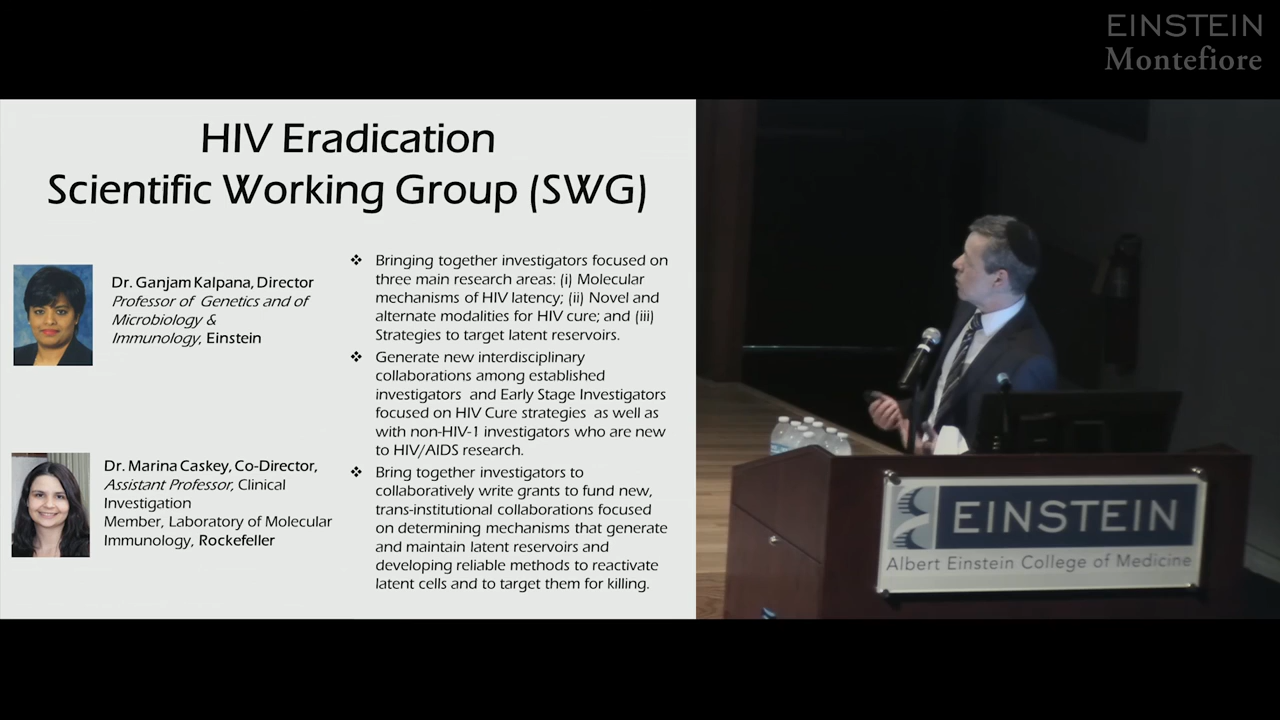 EINSTEIN
Montefiore
HIV Eradication
Scientific Working Group (SWG)
Dr. Ganjam Kalpana, Director
Professor of Genetics and of
Microbiology &
Immunology, Einstein
Dr. Marina Caskey, Co-Director,
Assistant Professor, Clinical
Investigation
Member, Laboratory of Molecular
Immunology, Rockefeller
❖ Bringing together investigators focused on
three main research areas: (i) Molecular
mechanisms of HIV latency; (ii) Novel and
alternate modalities for HIV cure; and (iii)
Strategies to target latent reservoirs.
❖ Generate new interdisciplinary
collaborations among established
investigators and Early Stage Investigators
focused on HIV Cure strategies as well as
with non-HIV-1 investigators who are new
to HIV/AIDS research.
❖ Bring together investigators to
collaboratively write grants to fund new,
trans-institutional collaborations focused
on determining mechanisms that generate
and maintain latent reservoirs and
developing reliable methods to reactivate
latent cells and to target them for killing.
EINSTEIN
Albert Einstein College of Medicine